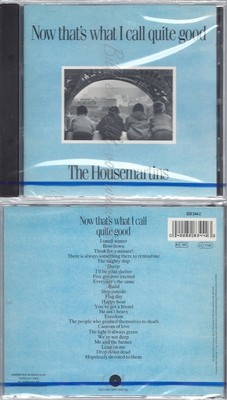 Now that's what I call quite good
The Housemartins
Now that's what I call
quite good
I smell winter
Bow down
Think for a minute
There is always something there to remind me
The mighty ship
Sheep
I'll be your shelter
Five get over excited
Everyday's the same
Build
Step outside
Flag day
Happy hour
You've got a friend
He ain't heavy
Freedom
The people who grinned themselves to death
Caravan of love
The light is always green
We're not deep
Me and the farmer
Lean on me
Drop down dead
Hopelessly devoted to them